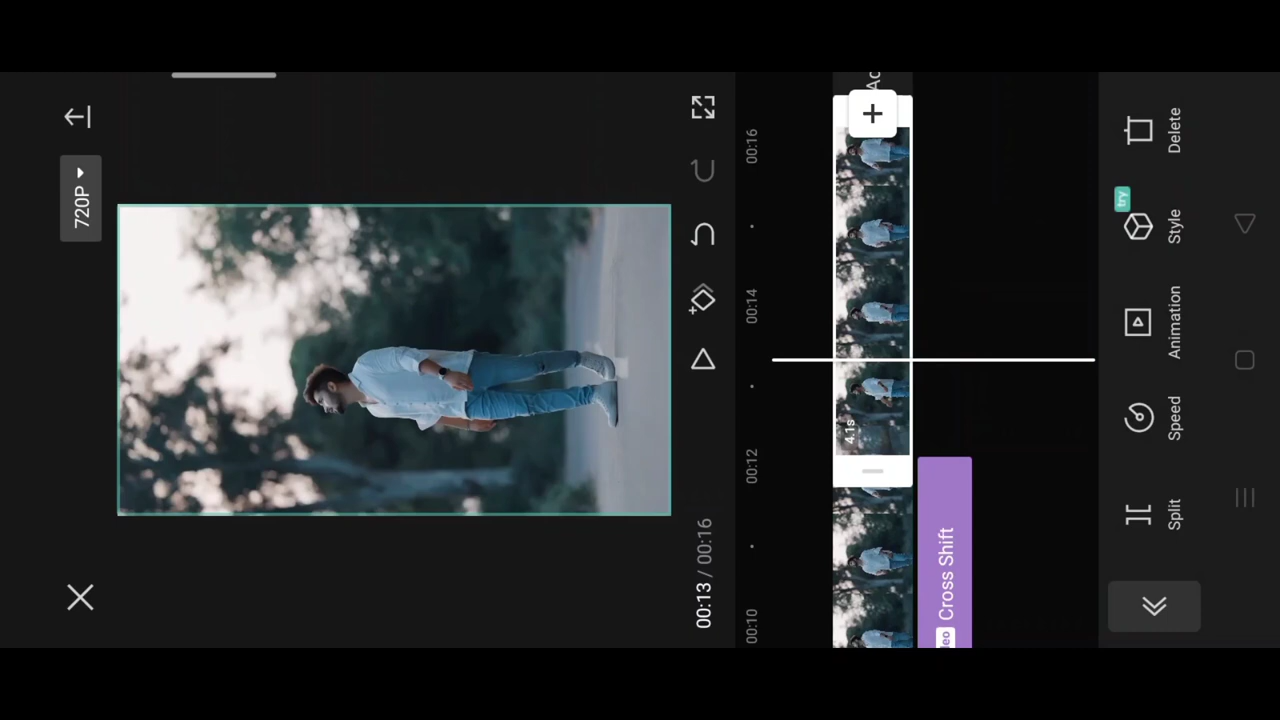 720P
00:13 / 00:16
00:10
00:12
00:14
00:16
4.1s
Cross Shift
Split
Speed
Animation
Style
try
Delete